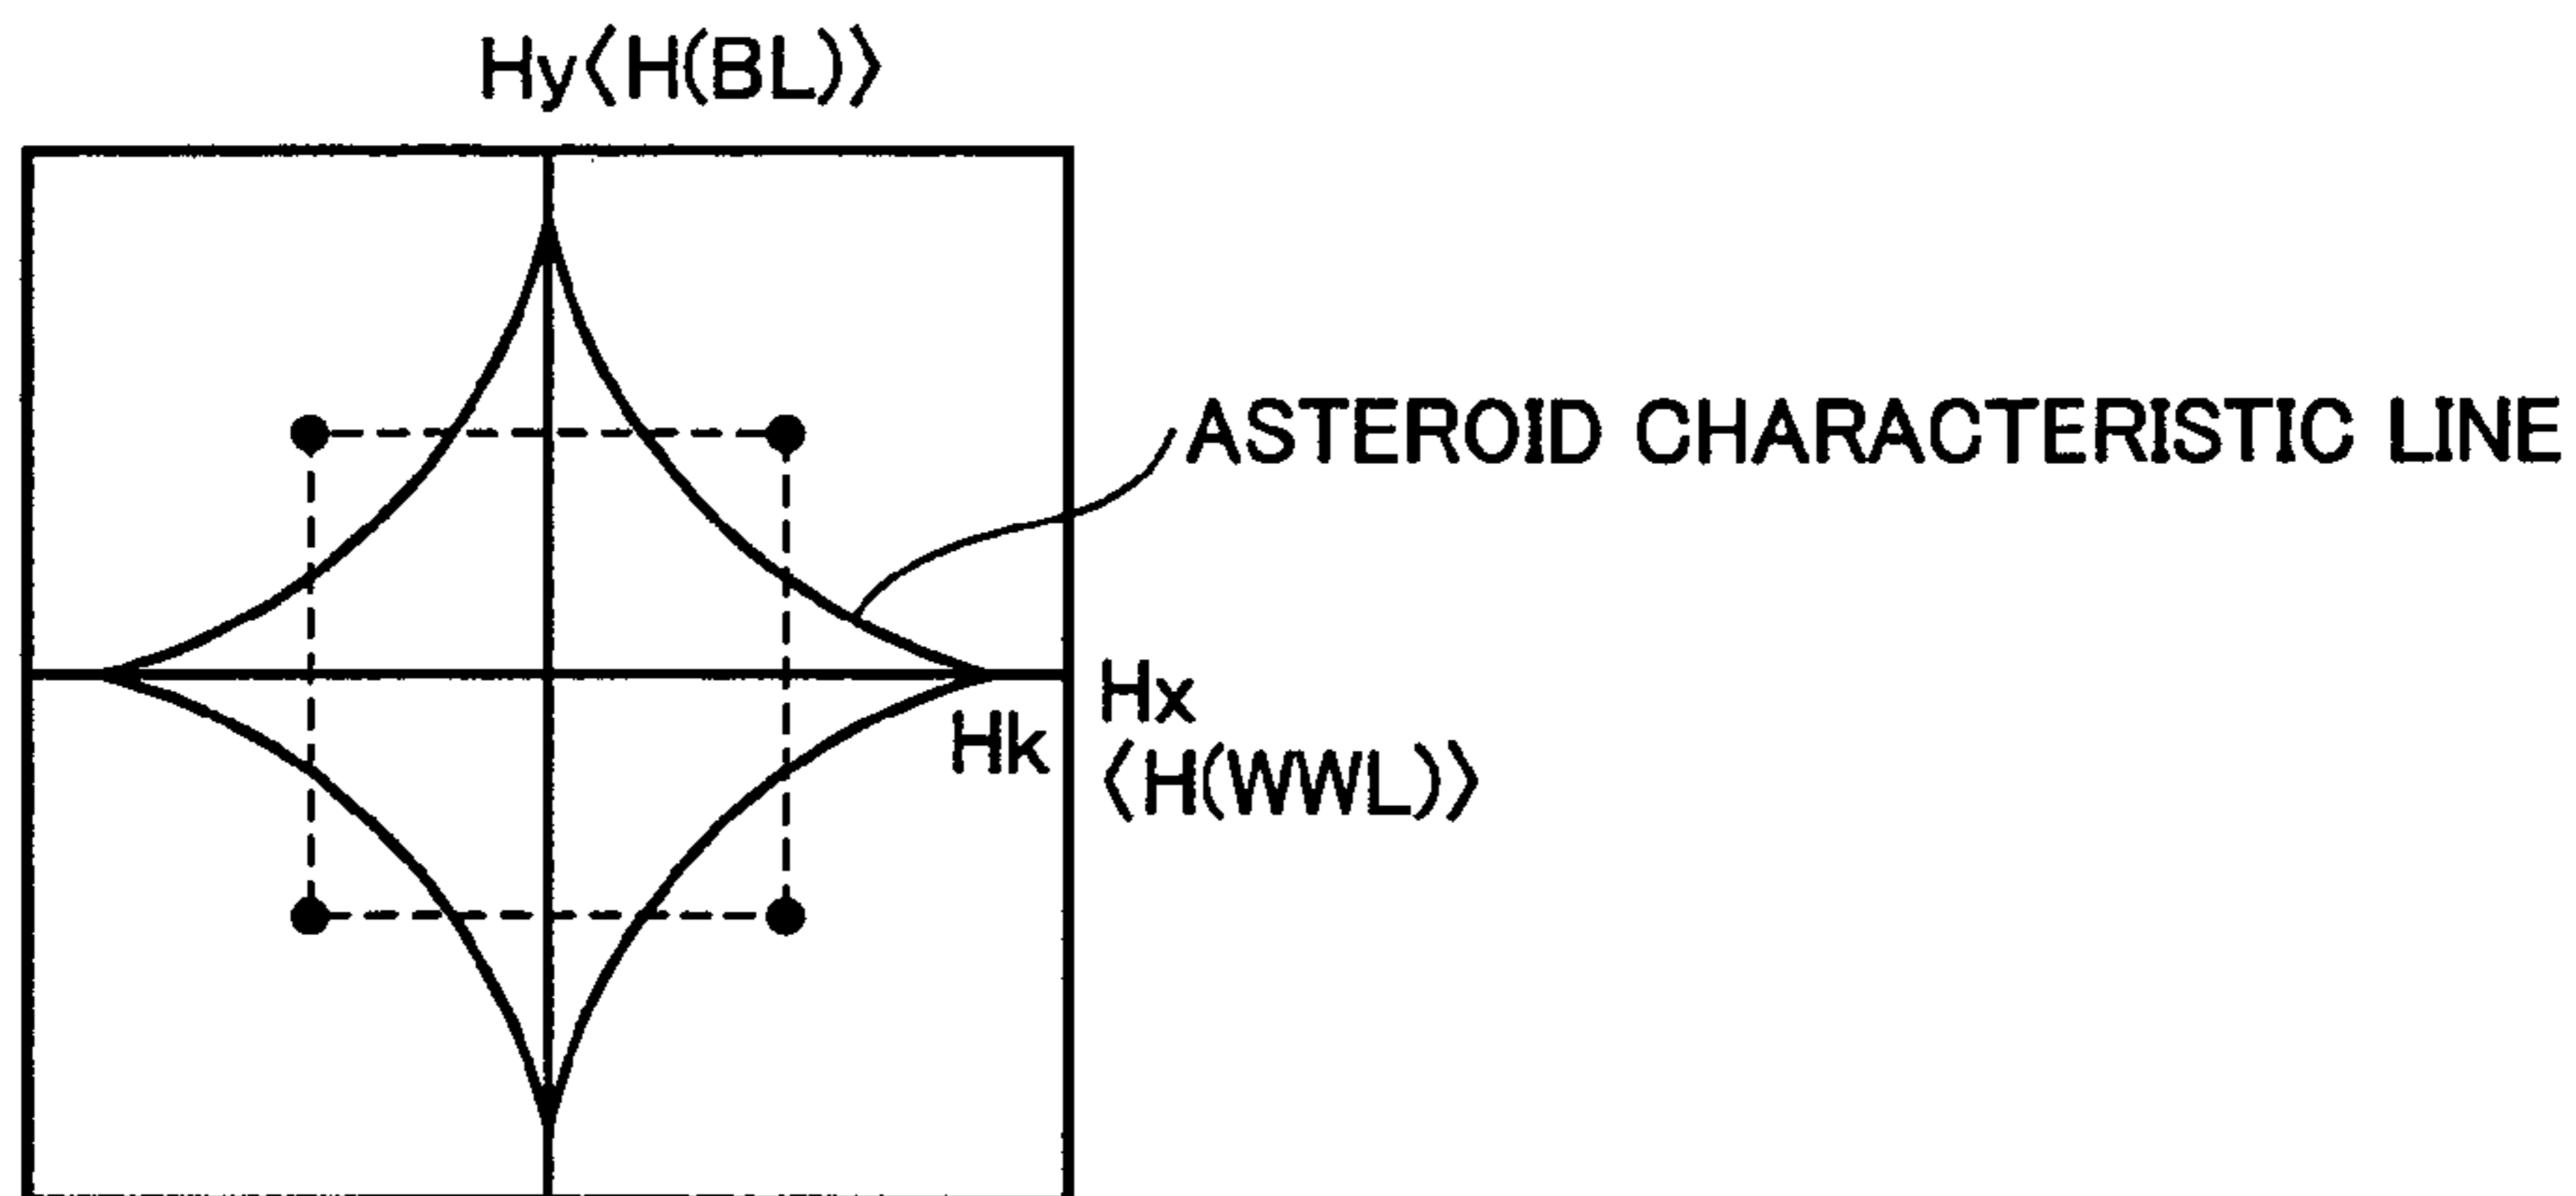 Hy〈H(BL)〉
ASTEROID CHARACTERISTIC LINE
Hk
Hx
〈H(WWL)〉